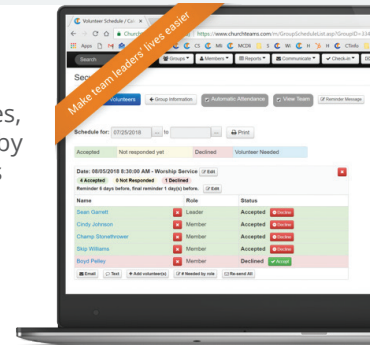 Volunteer Schedule / Co
https://www.churchteams.com/m/GroupScheduleList.asp?GroupID=334
Apps
Search
Groups
Members
Reports
Communicate
Check-in
Make team leaders' lives easier
es,
by
s
Volunteers
Group Information
Automatic Attendance
View Team
Reminder Message
Schedule for: 07/25/2018 ... to ... Print
Accepted Not responded yet Declined Volunteer Needed
Date: 08/05/2018 8:30:00 AM - Worship Service Edit
4 Accepted 0 Not Responded 1 Declined
Reminder 5 days before, final reminder 1 day(s) before. Edit
Name Role Status
Sean Garrett Leader Accepted Decline
Cindy Johnson Member Accepted Decline
Champ Stonethrower Member Accepted Decline
Skip Williams Member Accepted Decline
Boyd Pelley Member Declined Accept
Email Text Add volunteer(s) # Needed by role Re-send All